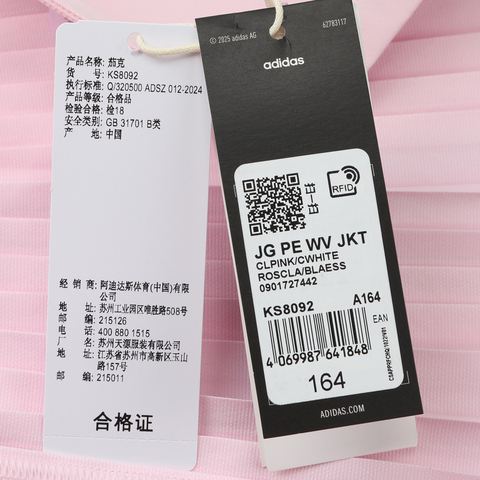 产品名称: 茄克
货 号: KS8092
执行标准: Q/320500 ADSZ 012-2024
产品等级: 合格品
检验合格: 检18
安全类别: GB 31701 B类
产 地: 中国
经 销 商: 阿迪达斯体育(中国)有限
公司
地 址: 苏州工业园区唯胜路508号
邮 编: 215126
电 话: 400 880 1515
厂 名: 苏州天源服装有限公司
地 址: 江苏省苏州市高新区玉山
路157号
邮 编: 215011
合格证
© 2025 adidas AG
62783117
adidas
RFID
JG PE WV JKT
CLPINK/CWHITE
ROSCLA/BLAESS
0901727442
KS8092 A164
EAN
4 069987 641848
164
ADIDAS.COM